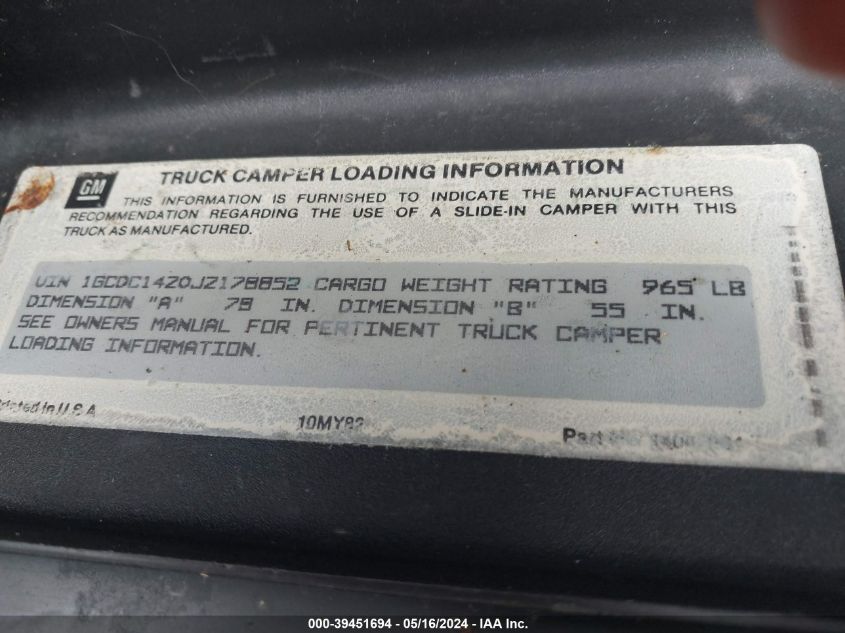 GM
TRUCK CAMPER LOADING INFORMATION
THIS INFORMATION IS FURNISHED TO INDICATE THE MANUFACTURERS
RECOMMENDATION REGARDING THE USE OF A SLIDE-IN CAMPER WITH THIS
TRUCK AS MANUFACTURED.
VIN 1GCDC14Z0JZ178852 CARGO WEIGHT RATING 965 LB
DIMENSION "A" 78 IN. DIMENSION "B" 55 IN.
SEE OWNERS MANUAL FOR PERTINENT TRUCK CAMPER
LOADING INFORMATION.
Printed in U.S.A
10MY82
Part
000-39451694 - 05/16/2024 - IAA Inc.